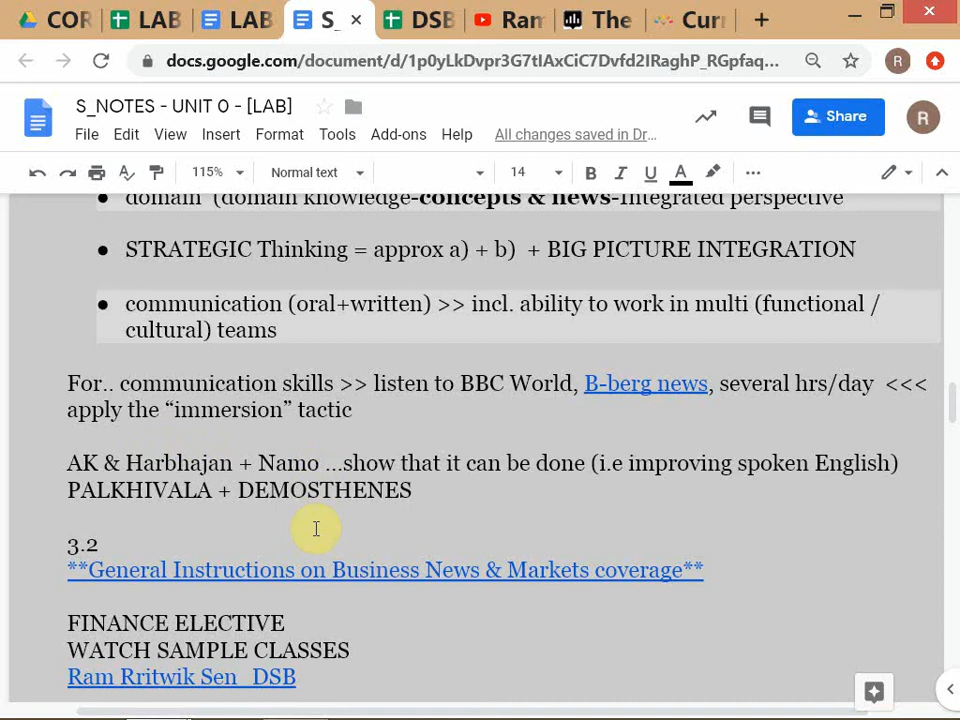 COR LAB LAB S_ × DSB Ram The Curr +
docs.google.com/document/d/1p0yLkDvpr3G7tIAxCiC7Dvfd2IRaghP_RGpfaq... R
S_NOTES - UNIT 0 - [LAB]
Share R
File Edit View Insert Format Tools Add-ons Help All changes saved in Dr...
115% Normal text 14 B I U A ...
● domain (domain knowledge-concepts & news-Integrated perspective
● STRATEGIC Thinking = approx a) + b) + BIG PICTURE INTEGRATION
● communication (oral+written) >> incl. ability to work in multi (functional /
cultural) teams
For.. communication skills >> listen to BBC World, B-berg news, several hrs/day <<<
apply the “immersion” tactic
AK & Harbhajan + Namo ...show that it can be done (i.e improving spoken English)
PALKHIVALA + DEMOSTHENES
3.2
**General Instructions on Business News & Markets coverage**
FINANCE ELECTIVE
WATCH SAMPLE CLASSES
Ram Rritwik Sen_DSB